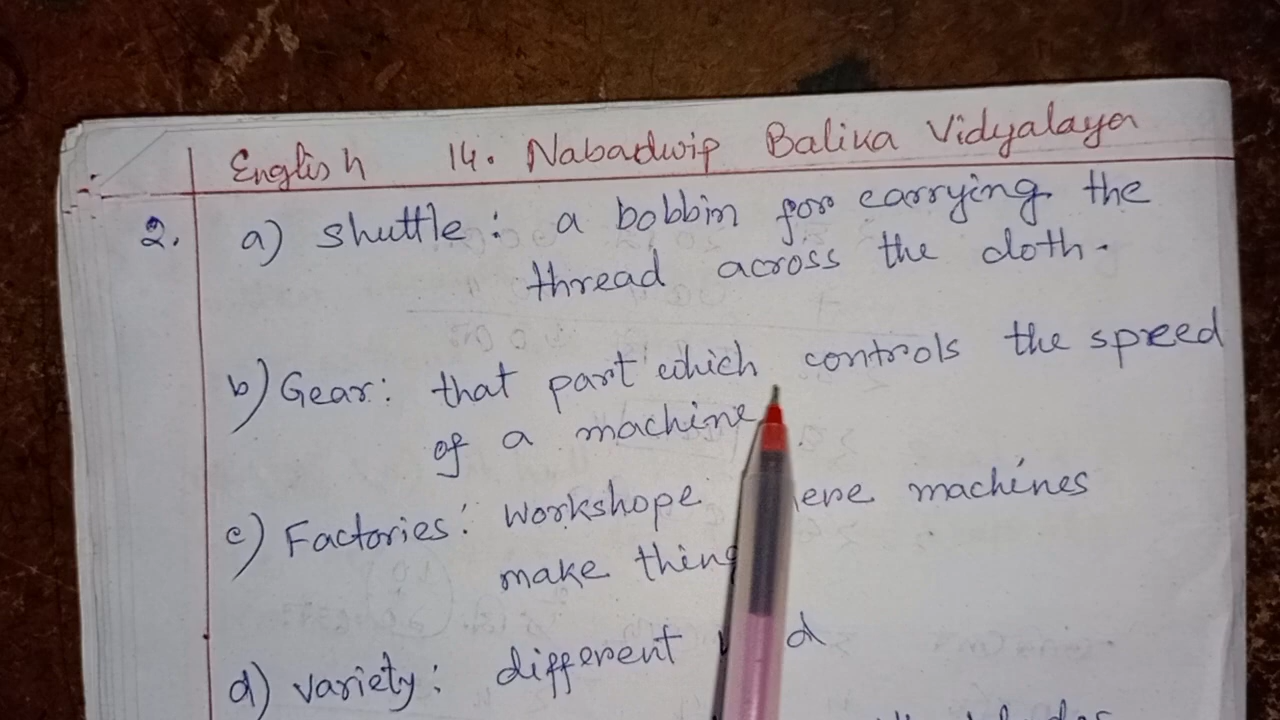 English 14. Nabadwip Balika Vidyalaya
2. a) Shuttle : a bobbin for carrying the
thread across the cloth.
b) Gear : that part which controls the speed
of a machine
c) Factories : workshope machines
make
d) variety : different